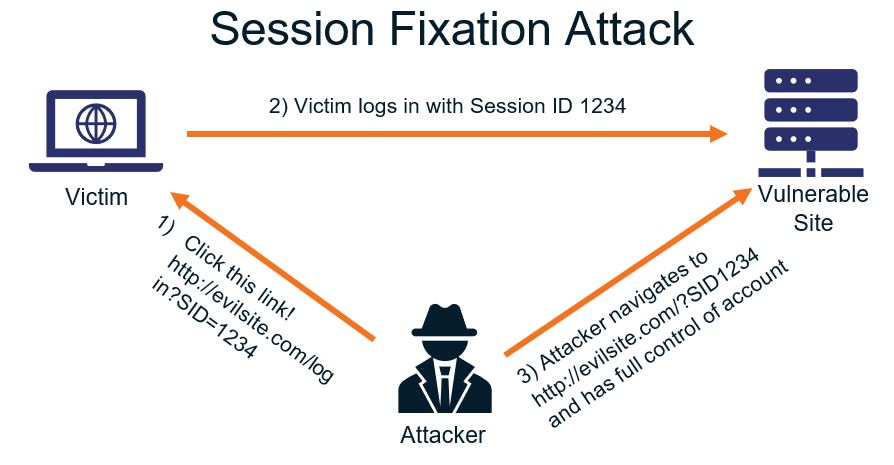 Session Fixation Attack
2) Victim logs in with Session ID 1234
Victim
Vulnerable
Site
1) Click this link!
http://evilsite.com/log
in?SID=1234
3) Attacker navigates to
http://evilsite.com/?SID1234
and has full control of account
Attacker